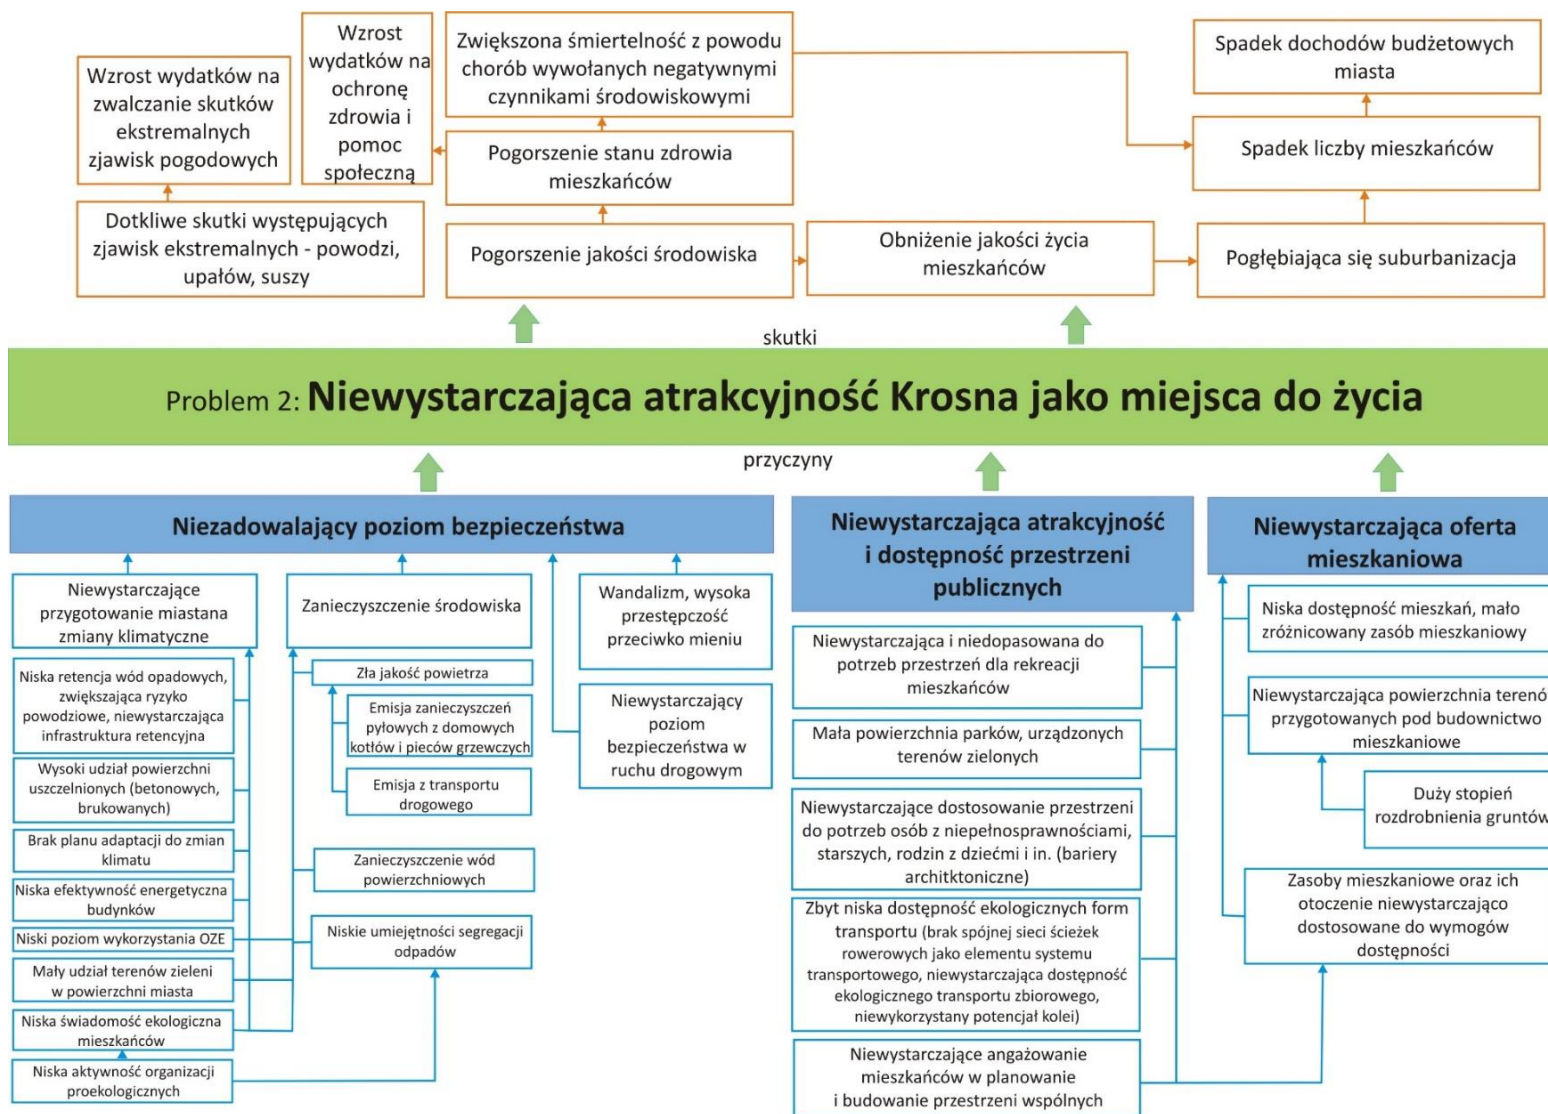 Wzrost wydatków na
zwalczanie skutków
ekstremalnych
zjawisk pogodowych
Wzrost
wydatków na
ochronę
zdrowia i
pomoc
społeczną
Zwiększona śmiertelność z powodu
chorób wywołanych negatywnymi
czynnikami środowiskowymi
Spadek dochodów budżetowych
miasta
Pogorszenie stanu zdrowia
mieszkańców
Spadek liczby mieszkańców
Dotkliwe skutki występujących
zjawisk ekstremalnych - powodzi,
upałów, suszy
Pogorszenie jakości środowiska
Obniżenie jakości życia
mieszkańców
Pogłębiająca się suburbanizacja
skutki
Problem 2: Niewystarczająca atrakcyjność Krosna jako miejsca do życia
przyczyny
Niezadowalający poziom bezpieczeństwa
Niewystarczające
przygotowanie miastana
zmiany klimatyczne
Niska retencja wód opadowych,
zwiększająca ryzyko
powodziowe, niewystarczająca
infrastruktura retencyjna
Wysoki udział powierzchni
uszczelnionych (betonowych,
brukowanych)
Brak planu adaptacji do zmian
klimatu
Niska efektywność energetyczna
budynków
Niski poziom wykorzystania OZE
Mały udział terenów zieleni
w powierzchni miasta
Niska świadomość ekologiczna
mieszkańców
Niska aktywność organizacji
proekologicznych
Zanieczyszczenie środowiska
Zła jakość powietrza
Emisja zanieczyszczeń
pyłowych z domowych
kotłów i pieców grzewczych
Emisja z transportu
drogowego
Zanieczyszczenie wód
powierzchniowych
Niskie umiejętności segregacji
odpadów
Wandalizm, wysoka
przestępczość
przeciwko mieniu
Niewystarczający
poziom
bezpieczeństwa w
ruchu drogowym
Niewystarczająca atrakcyjność
i dostępność przestrzeni
publicznych
Niewystarczająca i niedopasowana do
potrzeb przestrzeń dla rekreacji
mieszkańców
Mała powierzchnia parków, urządzonych
terenów zielonych
Niewystarczające dostosowanie przestrzeni
do potrzeb osób z niepełnosprawnościami,
starszych, rodzin z dziećmi i in. (bariery
architktoniczne)
Zbyt niska dostępność ekologicznych form
transportu (brak spójnej sieci ścieżek
rowerowych jako elementu systemu
transportowego, niewystarczająca dostępność
ekologicznego transportu zbiorowego,
niewykorzystany potencjał kolei)
Niewystarczające angażowanie
mieszkańców w planowanie
i budowanie przestrzeni wspólnych
Niewystarczająca oferta
mieszkaniowa
Niska dostępność mieszkań, mało
zróżnicowany zasób mieszkaniowy
Niewystarczająca powierzchnia terenów
przygotowanych pod budownictwo
mieszkaniowe
Duży stopień
rozdrobnienia gruntów
Zasoby mieszkaniowe oraz ich
otoczenie niewystarczająco
dostosowane do wymogów
dostępności